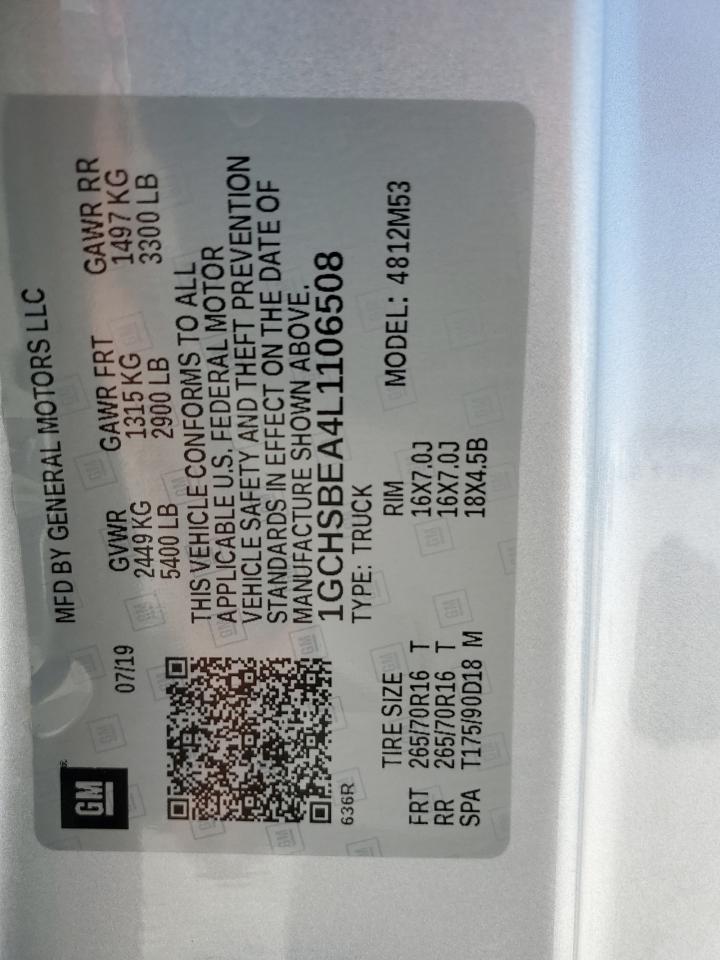 GM
MFD BY GENERAL MOTORS LLC
07/19
GVWR GAWR FRT GAWR RR
2449 KG 1315 KG 1497 KG
5400 LB 2900 LB 3300 LB
THIS VEHICLE CONFORMS TO ALL
APPLICABLE U.S. FEDERAL MOTOR
VEHICLE SAFETY AND THEFT PREVENTION
STANDARDS IN EFFECT ON THE DATE OF
MANUFACTURE SHOWN ABOVE.
1GCHSBEA4L1106508
636R
TYPE: TRUCK
TIRE SIZE RIM MODEL: 4812M53
FRT 265/70R16 T 16X7.0J
RR 265/70R16 T 16X7.0J
SPA T175/90D18 M 18X4.5B